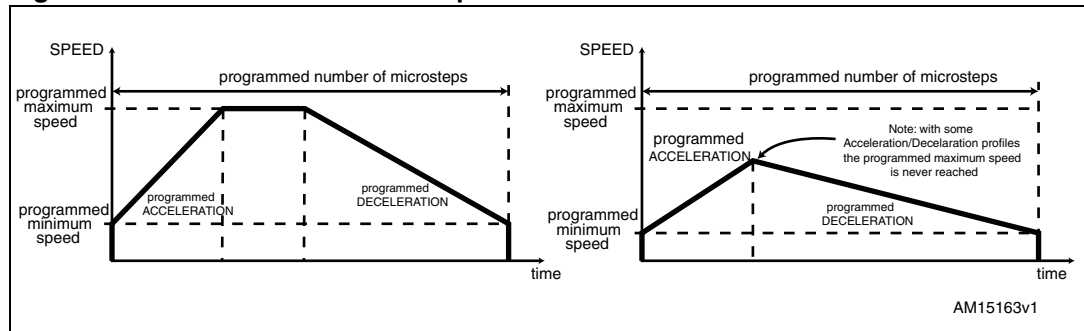 SPEED
programmed number of microsteps
programmed
maximum
speed
programmed
ACCELERATION
programmed
DECELERATION
programmed
minimum
speed
time
SPEED
programmed number of microsteps
programmed
maximum
speed
programmed
ACCELERATION
Note: with some
Acceleration/Decelaration profiles
the programmed maximum speed
is never reached
programmed
DECELERATION
programmed
minimum
speed
time
AM15163v1